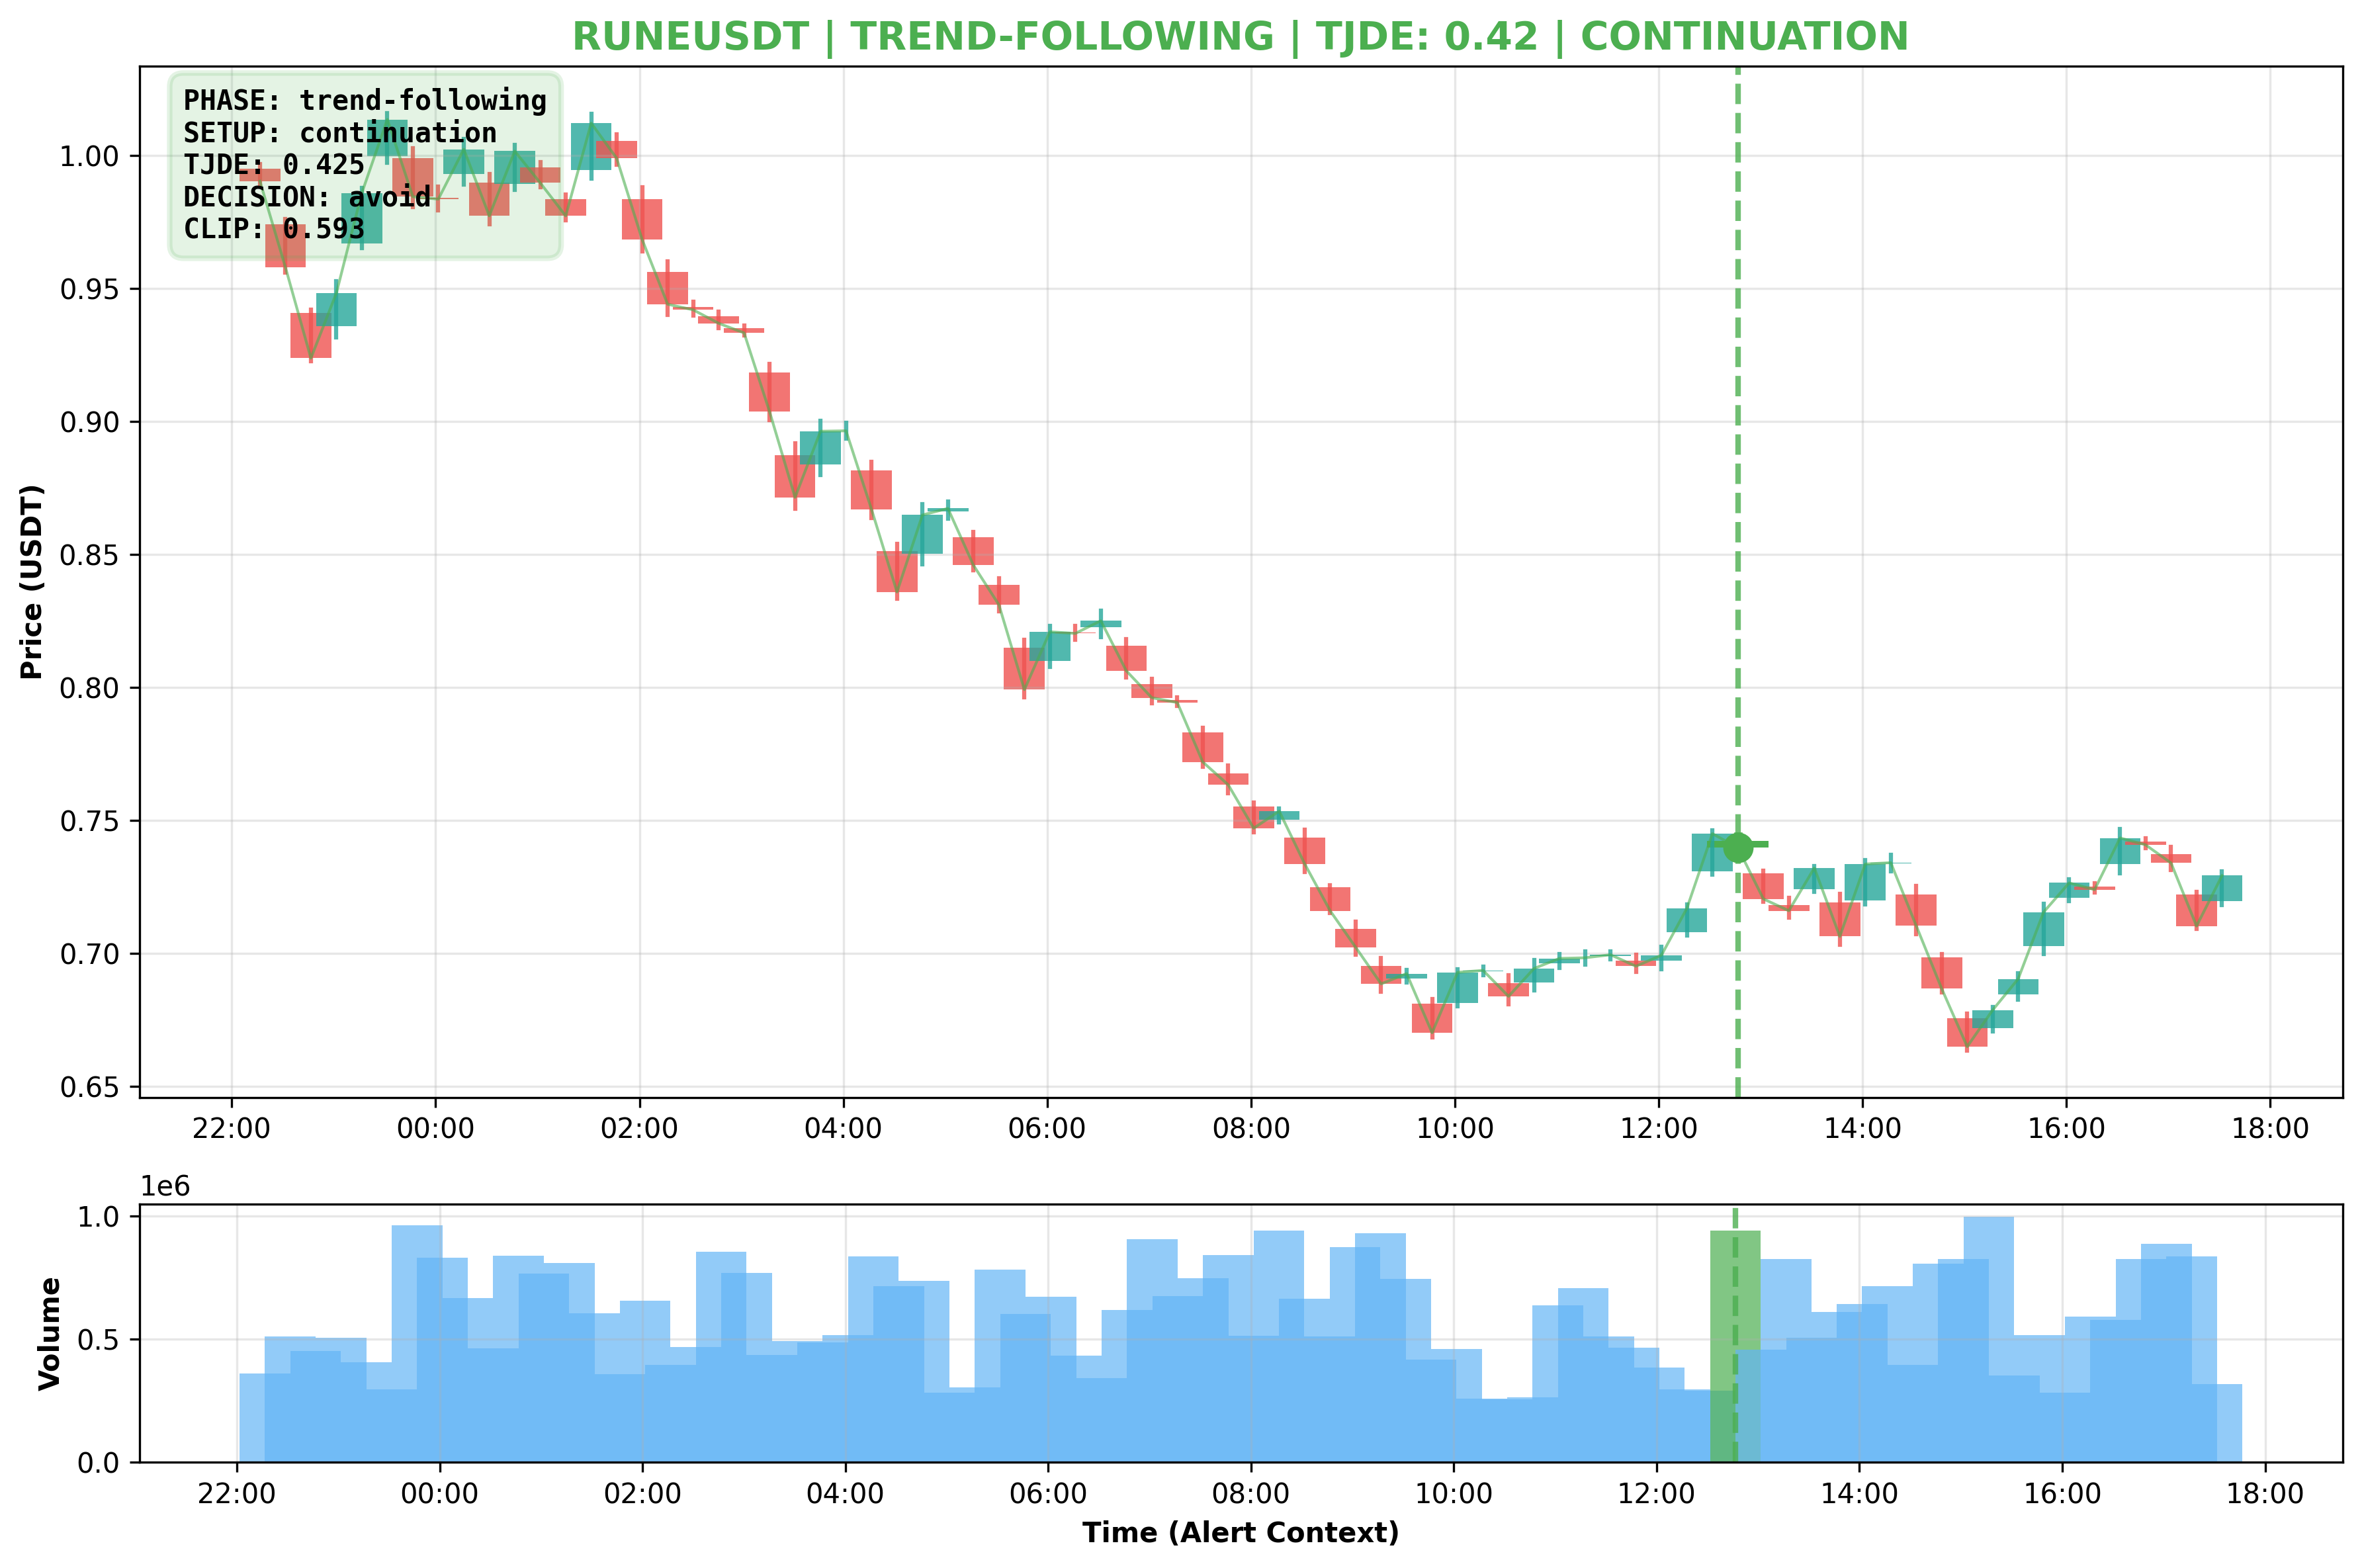 RUNEUSDT | TREND-FOLLOWING | TJDE: 0.42 | CONTINUATION
PHASE: trend-following
SETUP: continuation
TJDE: 0.425
DECISION: avoid
CLIP: 0.593
Price (USDT)
1.00
0.95
0.90
0.85
0.80
0.75
0.70
0.65
22:00 00:00 02:00 04:00 06:00 08:00 10:00 12:00 14:00 16:00 18:00
1e6
Volume
1.0
0.5
0.0
22:00 00:00 02:00 04:00 06:00 08:00 10:00 12:00 14:00 16:00 18:00
Time (Alert Context)